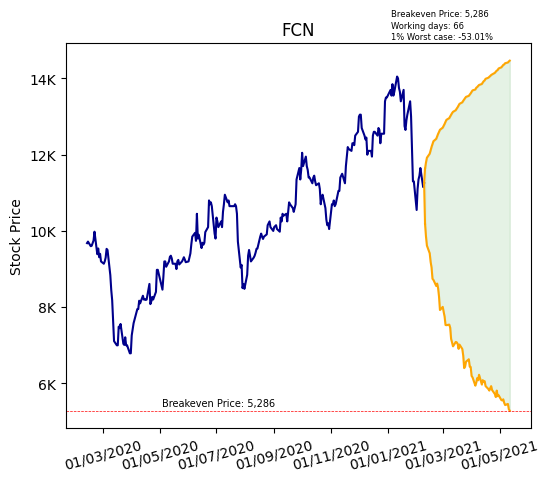 Breakeven Price: 5,286
Working days: 66
1% Worst case: -53.01%
FCN
Stock Price
14K
12K
10K
8K
6K
Breakeven Price: 5,286
01/03/2020
01/05/2020
01/07/2020
01/09/2020
01/11/2020
01/01/2021
01/03/2021
01/05/2021